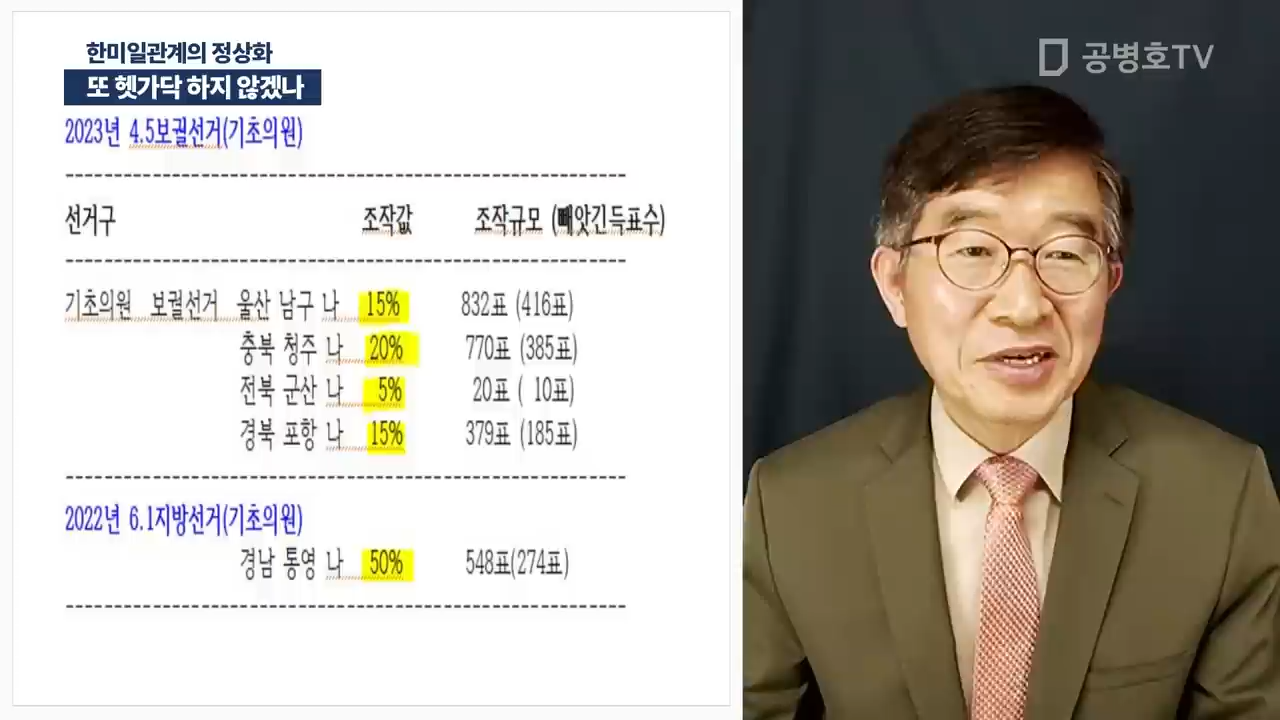 한미일관계의 정상화
또 헷가닥 하지 않겠나
공병호TV
2023년 4.5보궐선거(기초의원)
선거구 조작값 조작규모 (빼앗긴득표수)
기초의원 보궐선거 울산 남구 나 15% 832표 (416표)
충북 청주 나 20% 770표 (385표)
전북 군산 나 5% 20표 ( 10표)
경북 포항 나 15% 379표 (185표)
2022년 6.1지방선거(기초의원)
경남 통영 나 50% 548표(274표)